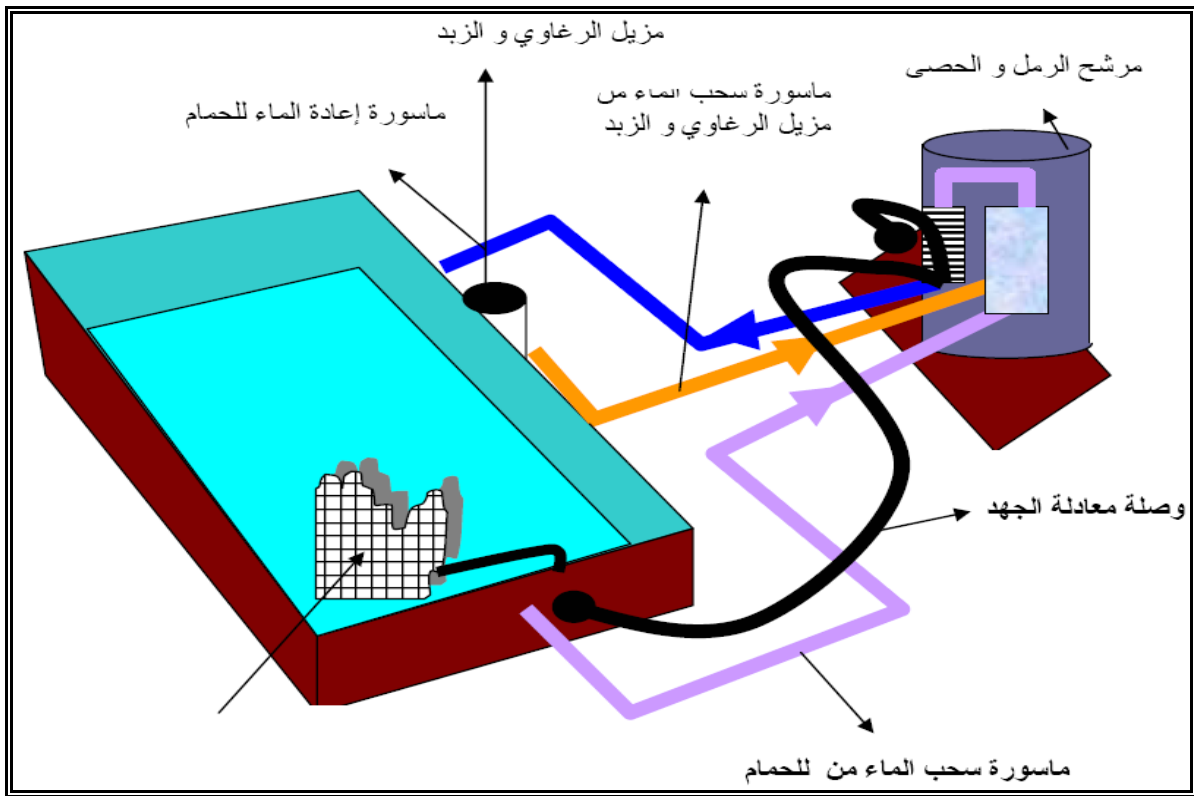 مزيل الرغاوي و الزبد
مرشح الرمل و الحصى
ماسورة سحب الماء من
مزيل الرغاوي و الزبد
ماسورة إعادة الماء للحمام
وصلة معادلة الجهد
ماسورة سحب الماء من للحمام